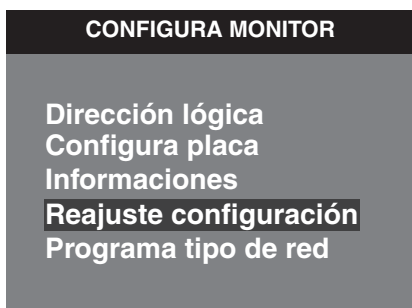 CONFIGURA MONITOR
Dirección lógica
Configura placa
Informaciones
Reajuste configuración
Programa tipo de red